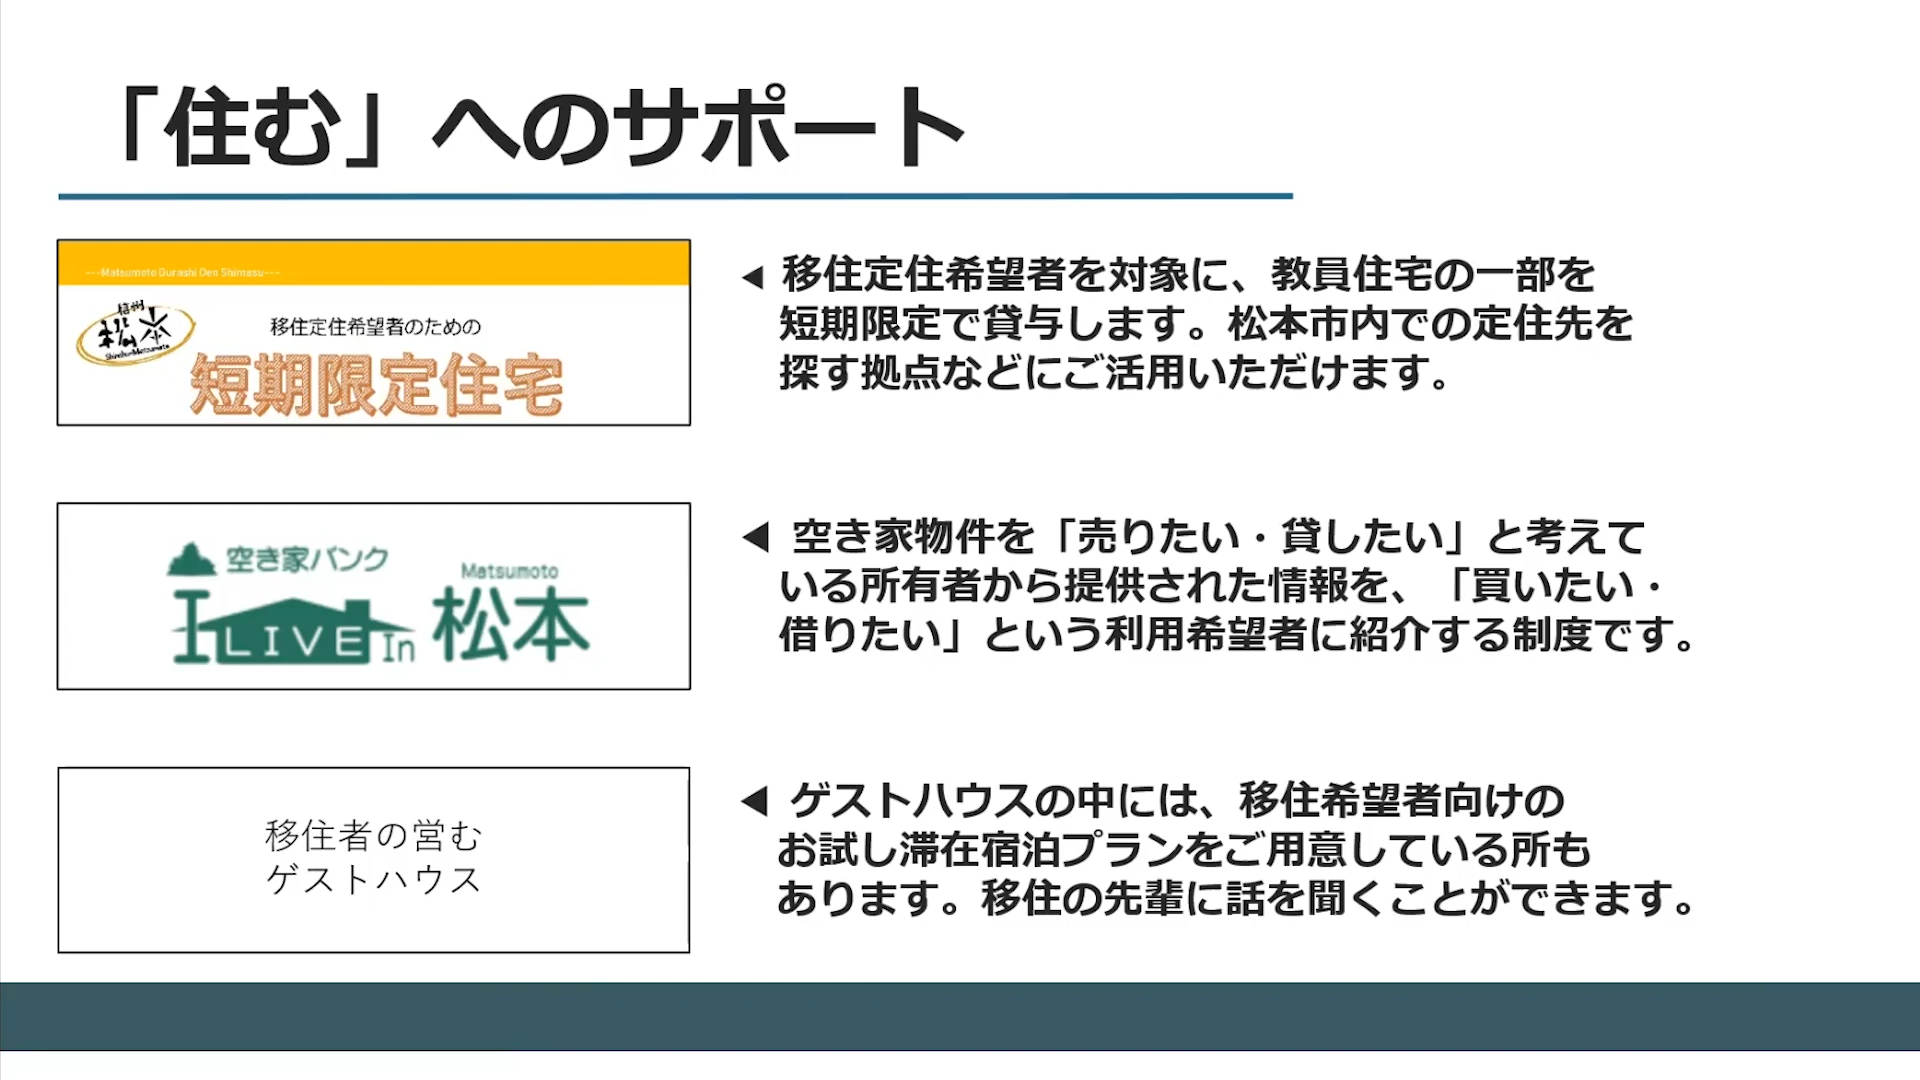 「住む」へのサポート
---Matsumoto Gurashi Oen Shimasu---
信州
松本
Shinshu-Matsumoto
移住定住希望者のための
短期限定住宅
◀ 移住定住希望者を対象に、教員住宅の一部を
短期限定で貸与します。松本市内での定住先を
探す拠点などにご活用いただけます。
空き家バンク
Matsumoto
I LIVE In 松本
◀ 空き家物件を「売りたい・貸したい」と考えて
いる所有者から提供された情報を、「買いたい・
借りたい」という利用希望者に紹介する制度です。
移住者の営む
ゲストハウス
◀ ゲストハウスの中には、移住希望者向けの
お試し滞在宿泊プランをご用意している所も
あります。移住の先輩に話を聞くことができます。